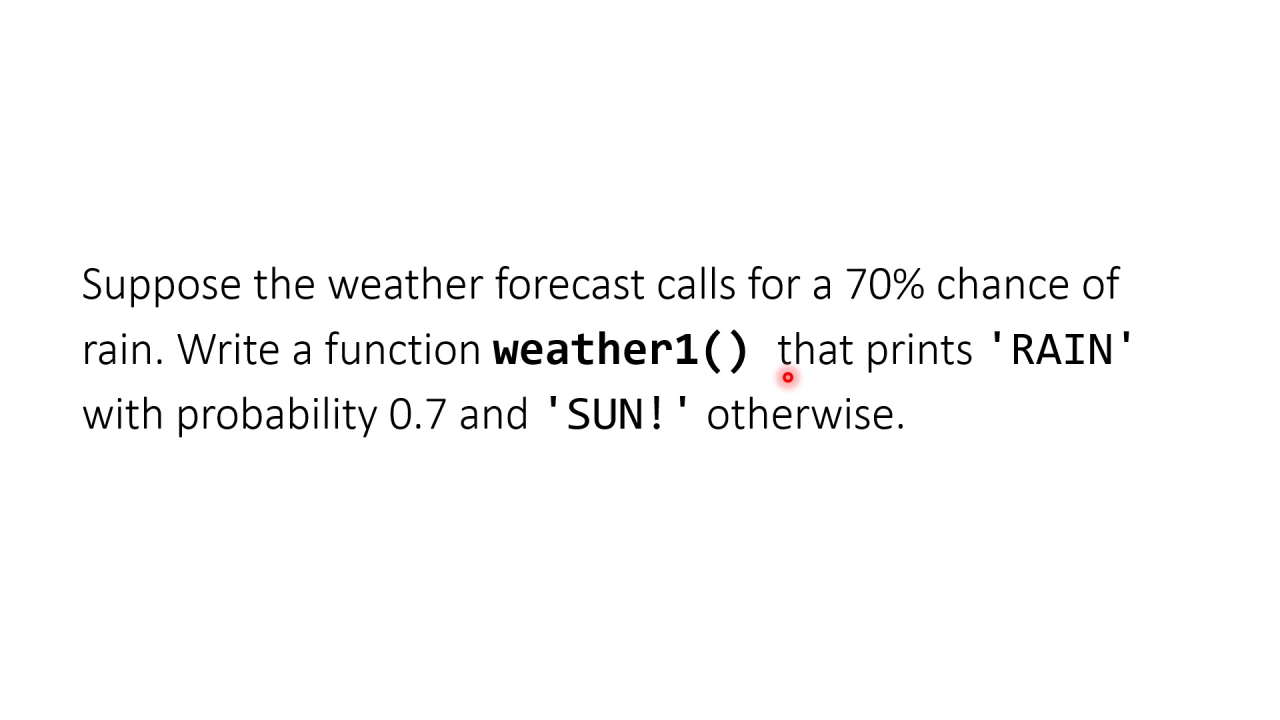 Suppose the weather forecast calls for a 70% chance of
rain. Write a function weather1() that prints 'RAIN'
with probability 0.7 and 'SUN!' otherwise.